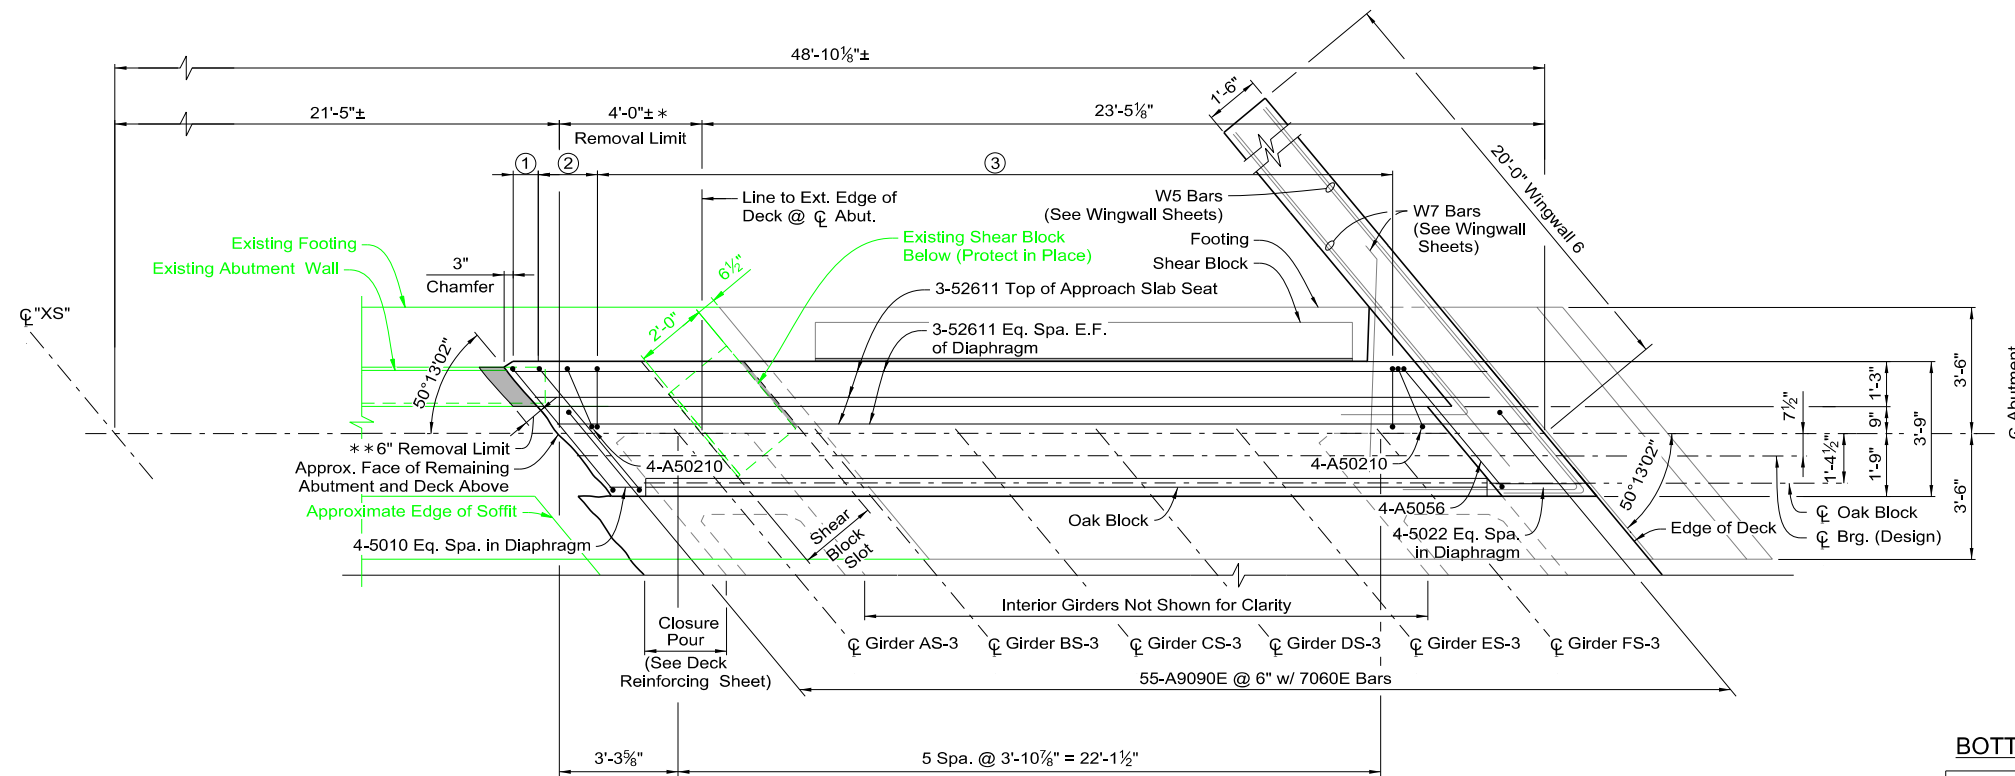 48'-10⅛"±
21'-5"±
4'-0"± *
Removal Limit
23'-5⅛"
1'-6"
20'-0" Wingwall 6
1
2
3
Line to Ext. Edge of
Deck @ ℄ Abut.
W5 Bars
(See Wingwall Sheets)
W7 Bars
(See Wingwall
Sheets)
Existing Footing
Existing Abutment Wall
3"
Chamfer
Existing Shear Block
Below (Protect in Place)
6½"
2'-0"
Footing
Shear Block
3-52611 Top of Approach Slab Seat
3-52611 Eq. Spa. E.F.
of Diaphragm
℄ "XS"
50°13'02"
**6" Removal Limit
Approx. Face of Remaining
Abutment and Deck Above
Approximate Edge of Soffit
4-5010 Eq. Spa. in Diaphragm
4-A50210
Shear
Block
Slot
Oak Block
4-A50210
4-A5056
4-5022 Eq. Spa.
in Diaphragm
50°13'02"
Edge of Deck
℄ Oak Block
℄ Brg. (Design)
7½"
1'-4½"
1'-3"
9"
1'-9"
3'-9"
3'-6"
3'-6"
℄ Abutment
Interior Girders Not Shown for Clarity
Closure
Pour
(See Deck
Reinforcing Sheet)
℄ Girder AS-3
℄ Girder BS-3
℄ Girder CS-3
℄ Girder DS-3
℄ Girder ES-3
℄ Girder FS-3
55-A9090E @ 6" w/ 7060E Bars
3'-3⅝"
5 Spa. @ 3'-10⅞" = 22'-1½"
BOTT